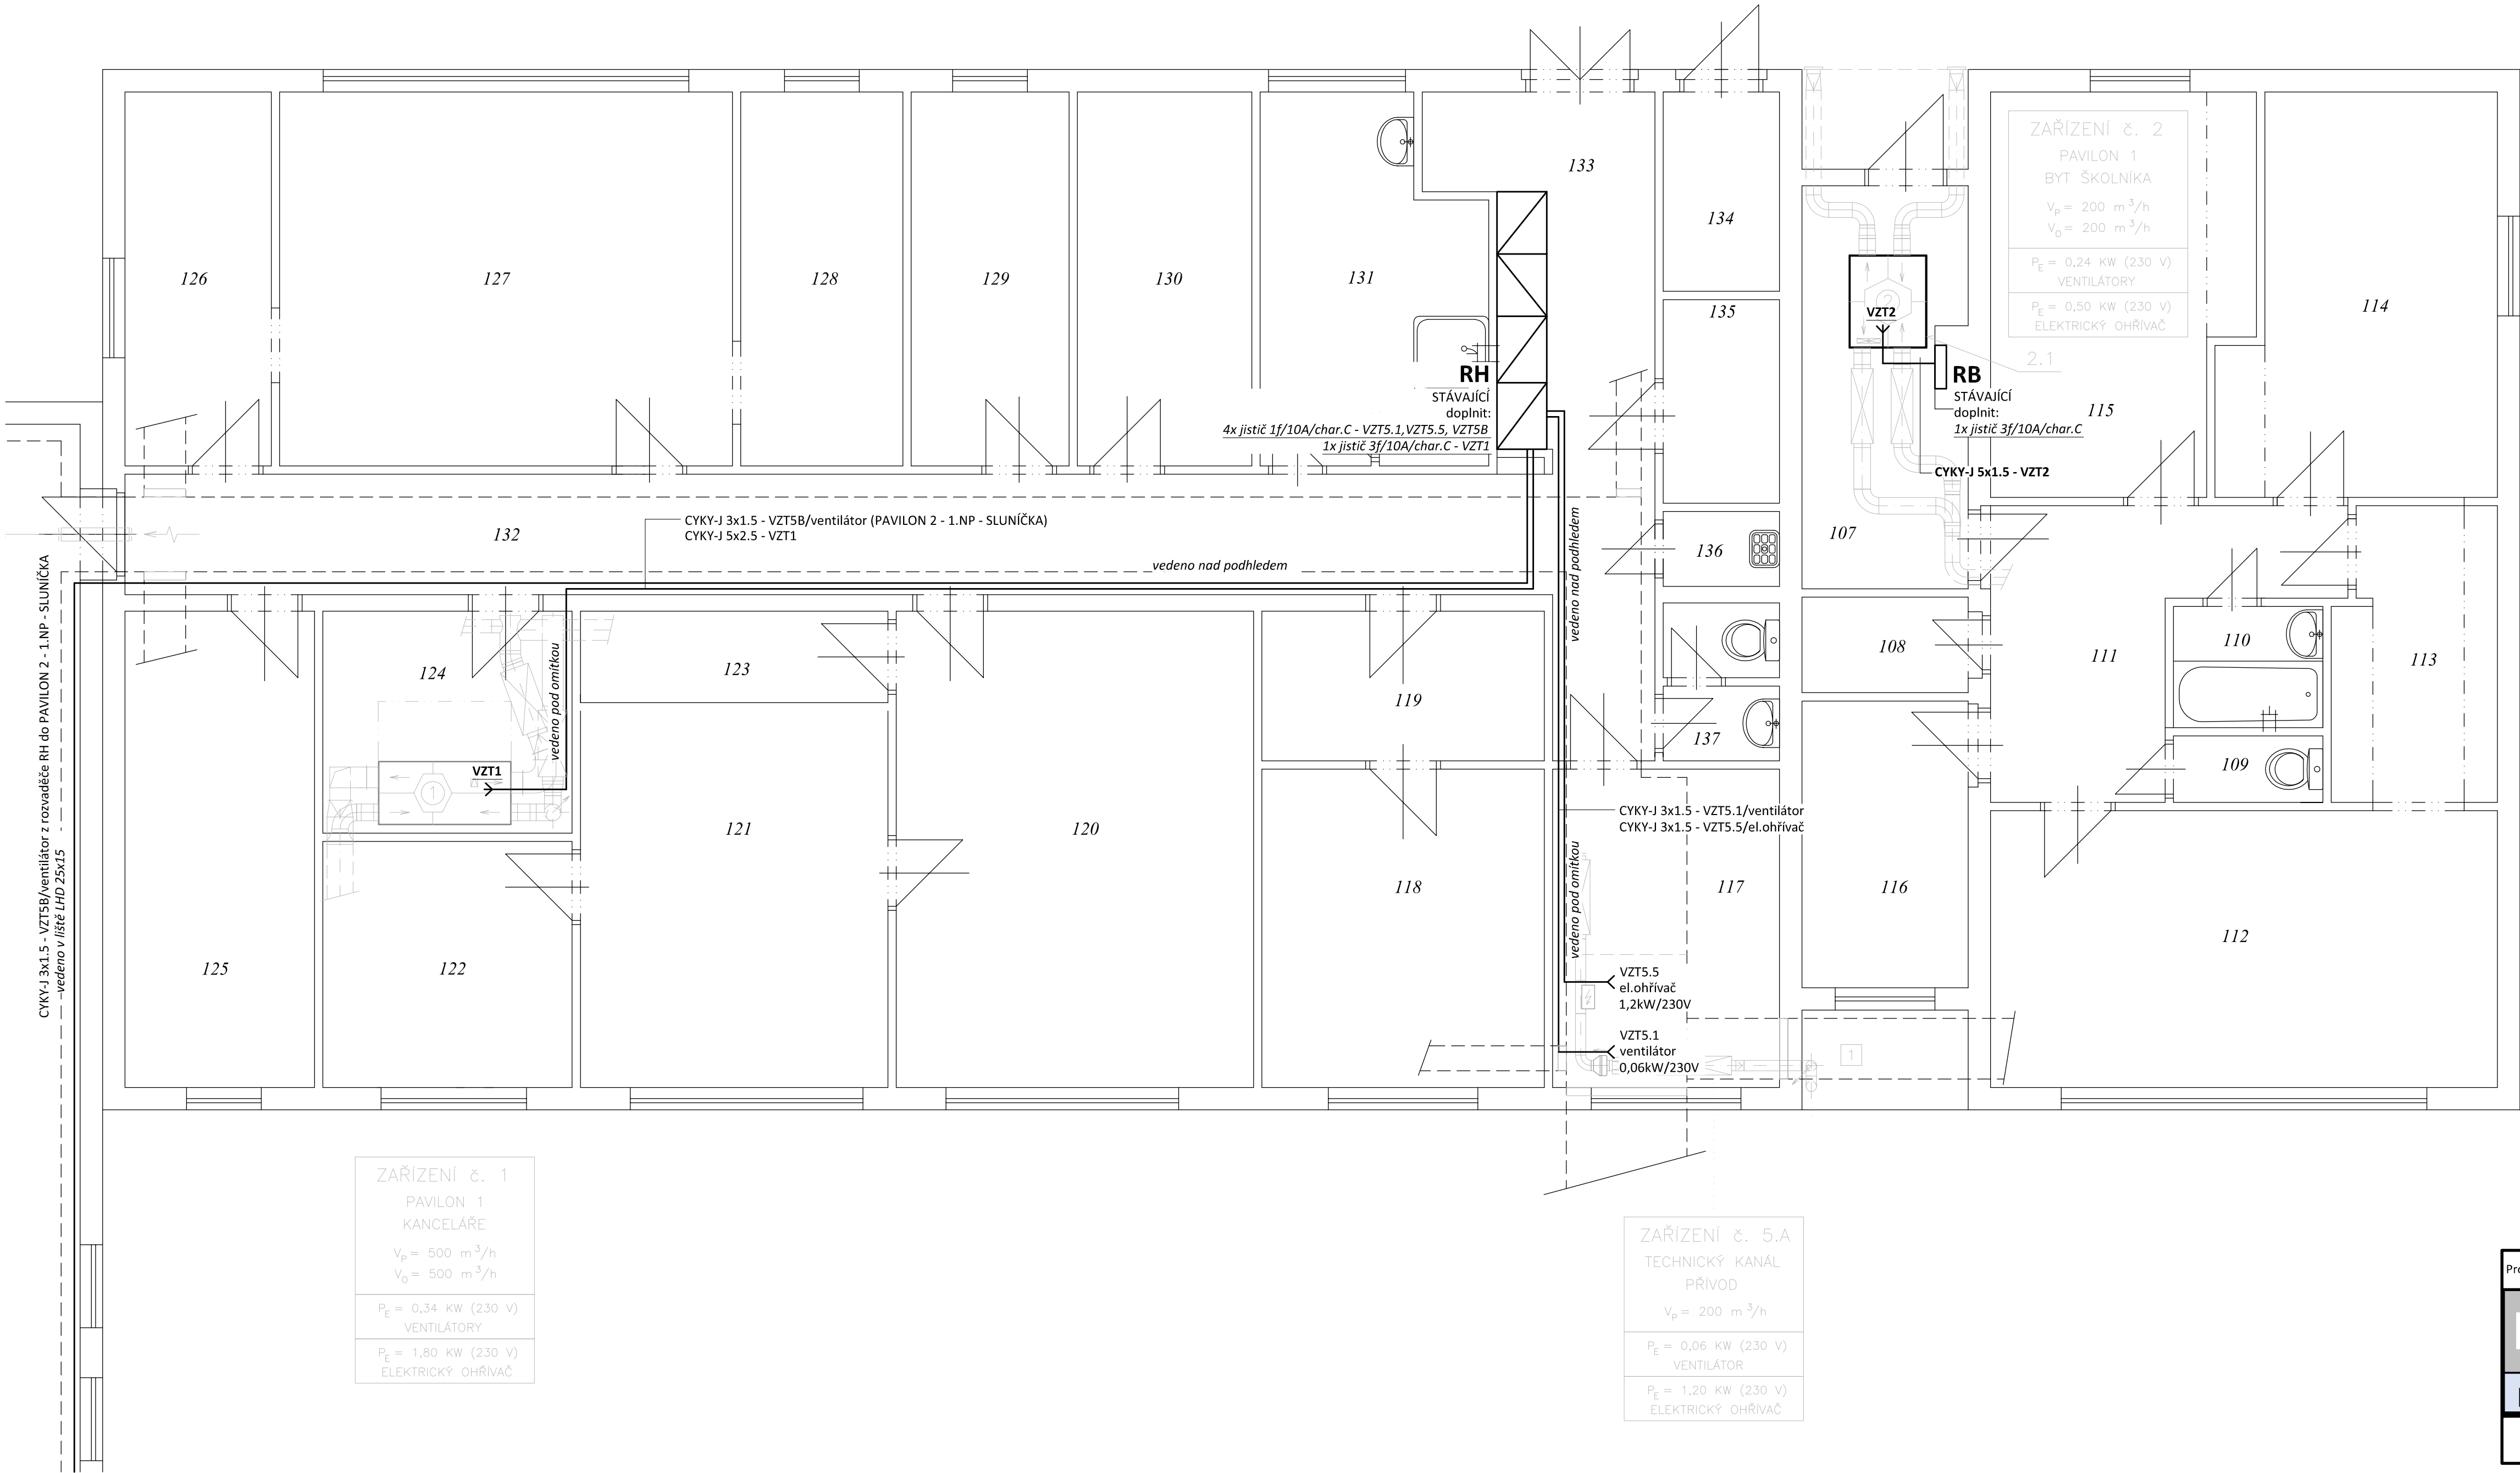 133
134
126
127
128
129
130
131
135
ZAŘÍZENÍ č. 2
PAVILON 1
BYT ŠKOLNÍKA
V_P = 200 m³/h
V_O = 200 m³/h
P_E = 0,24 KW (230 V)
VENTILÁTORY
P_E = 0,50 KW (230 V)
ELEKTRICKÝ OHŘÍVAČ
2
VZT2
2.1
114
RH
STÁVAJÍCÍ
doplnit:
4x jistič 1f/10A/char.C - VZT5.1,VZT5.5, VZT5B
1x jistič 3f/10A/char.C - VZT1
RB
STÁVAJÍCÍ
doplnit:
1x jistič 3f/10A/char.C
115
CYKY-J 5x1.5 - VZT2
132
CYKY-J 3x1.5 - VZT5B/ventilátor (PAVILON 2 - 1.NP - SLUNÍČKA)
CYKY-J 5x2.5 - VZT1
vedeno nad podhledem
vedeno nad podhledem
136
107
CYKY-J 3x1.5 - VZT5B/ventilátor z rozvaděče RH do PAVILON 2 - 1.NP - SLUNÍČKA
vedeno v liště LHD 25x15
124
vedeno pod omítkou
123
119
137
108
111
110
113
109
VZT1
1
121
120
118
CYKY-J 3x1.5 - VZT5.1/ventilátor
CYKY-J 3x1.5 - VZT5.5/el.ohřívač
vedeno pod omítkou
117
116
112
125
122
VZT5.5
el.ohřívač
1,2kW/230V
VZT5.1
ventilátor
0,06kW/230V
1
ZAŘÍZENÍ č. 1
PAVILON 1
KANCELÁŘE
V_P = 500 m³/h
V_O = 500 m³/h
P_E = 0,34 KW (230 V)
VENTILÁTORY
P_E = 1,80 KW (230 V)
ELEKTRICKÝ OHŘÍVAČ
ZAŘÍZENÍ č. 5.A
TECHNICKÝ KANÁL
PŘÍVOD
V_P = 200 m³/h
P_E = 0,06 KW (230 V)
VENTILÁTOR
P_E = 1,20 KW (230 V)
ELEKTRICKÝ OHŘÍVAČ